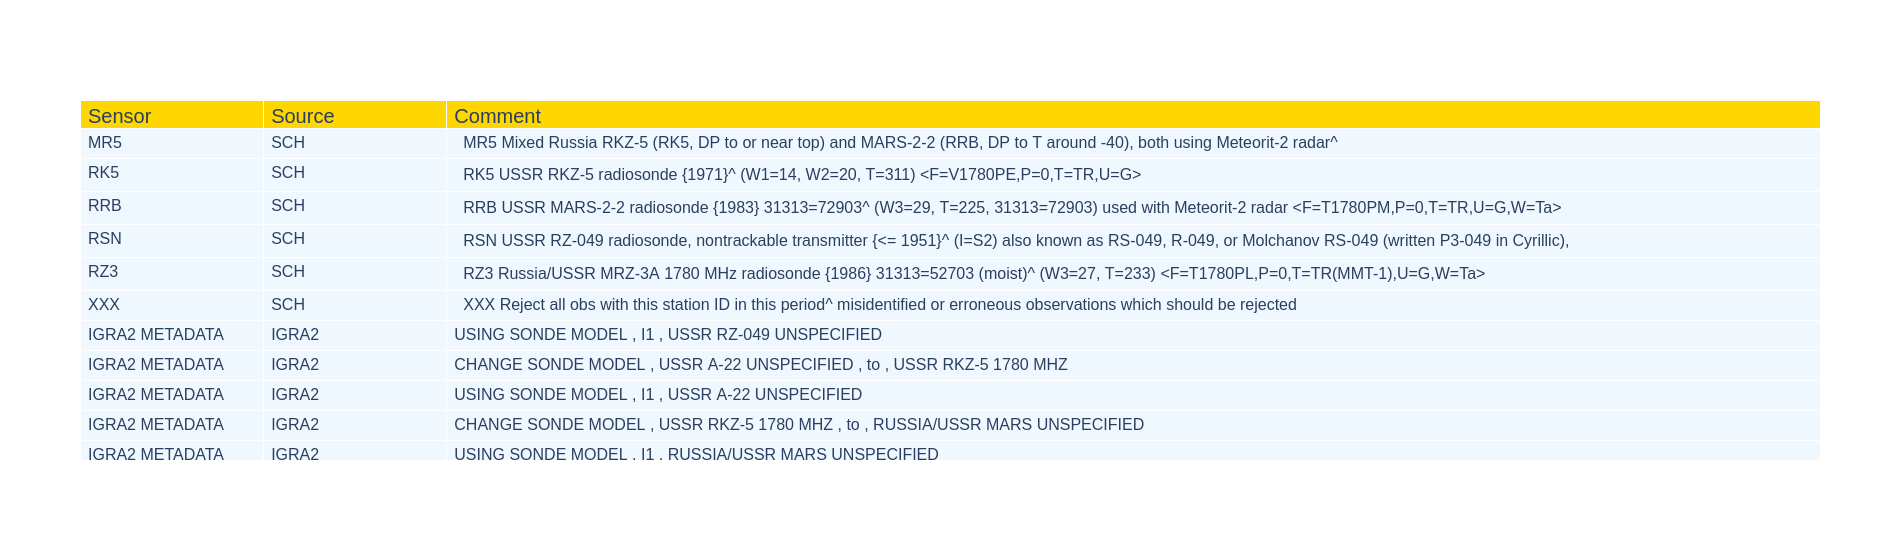 Sensor Source Comment
MR5 SCH MR5 Mixed Russia RKZ-5 (RK5, DP to or near top) and MARS-2-2 (RRB, DP to T around -40), both using Meteorit-2 radar^
RK5 SCH RK5 USSR RKZ-5 radiosonde {1971}^ (W1=14, W2=20, T=311) <F=V1780PE,P=0,T=TR,U=G>
RRB SCH RRB USSR MARS-2-2 radiosonde {1983} 31313=72903^ (W3=29, T=225, 31313=72903) used with Meteorit-2 radar <F=T1780PM,P=0,T=TR,U=G,W=Ta>
RSN SCH RSN USSR RZ-049 radiosonde, nontrackable transmitter {<= 1951}^ (I=S2) also known as RS-049, R-049, or Molchanov RS-049 (written P3-049 in Cyrillic),
RZ3 SCH RZ3 Russia/USSR MRZ-3A 1780 MHz radiosonde {1986} 31313=52703 (moist)^ (W3=27, T=233) <F=T1780PL,P=0,T=TR(MMT-1),U=G,W=Ta>
XXX SCH XXX Reject all obs with this station ID in this period^ misidentified or erroneous observations which should be rejected
IGRA2 METADATA IGRA2 USING SONDE MODEL , I1 , USSR RZ-049 UNSPECIFIED
IGRA2 METADATA IGRA2 CHANGE SONDE MODEL , USSR A-22 UNSPECIFIED , to , USSR RKZ-5 1780 MHZ
IGRA2 METADATA IGRA2 USING SONDE MODEL , I1 , USSR A-22 UNSPECIFIED
IGRA2 METADATA IGRA2 CHANGE SONDE MODEL , USSR RKZ-5 1780 MHZ , to , RUSSIA/USSR MARS UNSPECIFIED
IGRA2 METADATA IGRA2 USING SONDE MODEL , I1 , RUSSIA/USSR MARS UNSPECIFIED